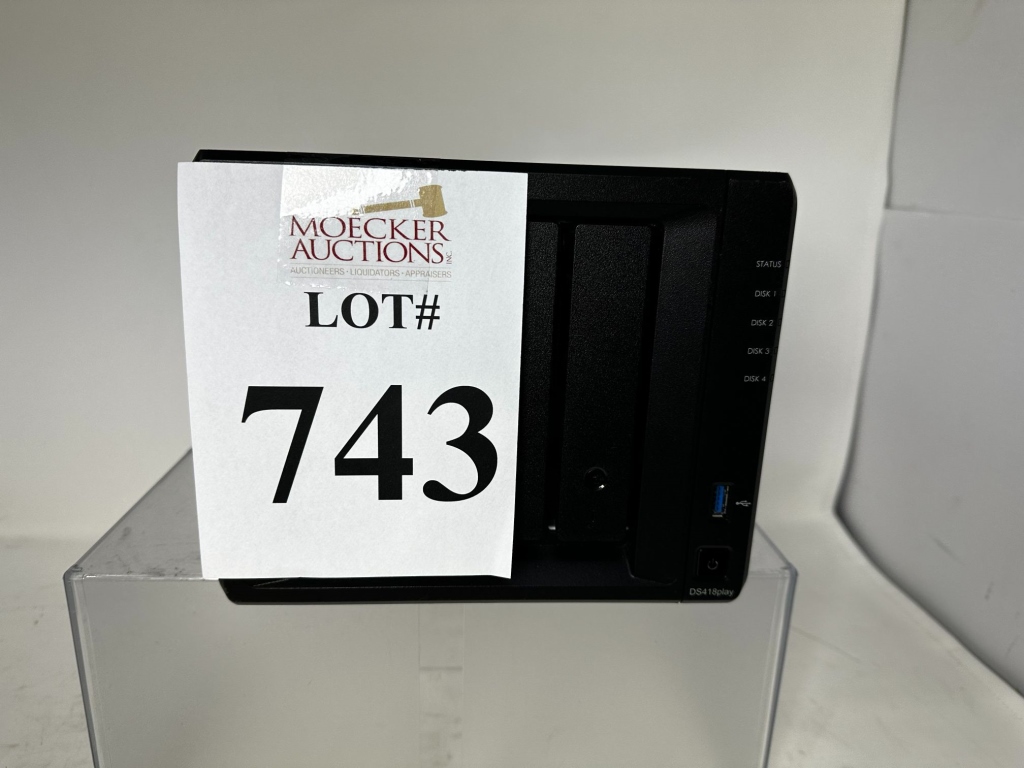 MOECKER
AUCTIONS INC.
AUCTIONEERS • LIQUIDATORS • APPRAISERS
LOT#
743
STATUS
DISK 1
DISK 2
DISK 3
DISK 4
DS418play